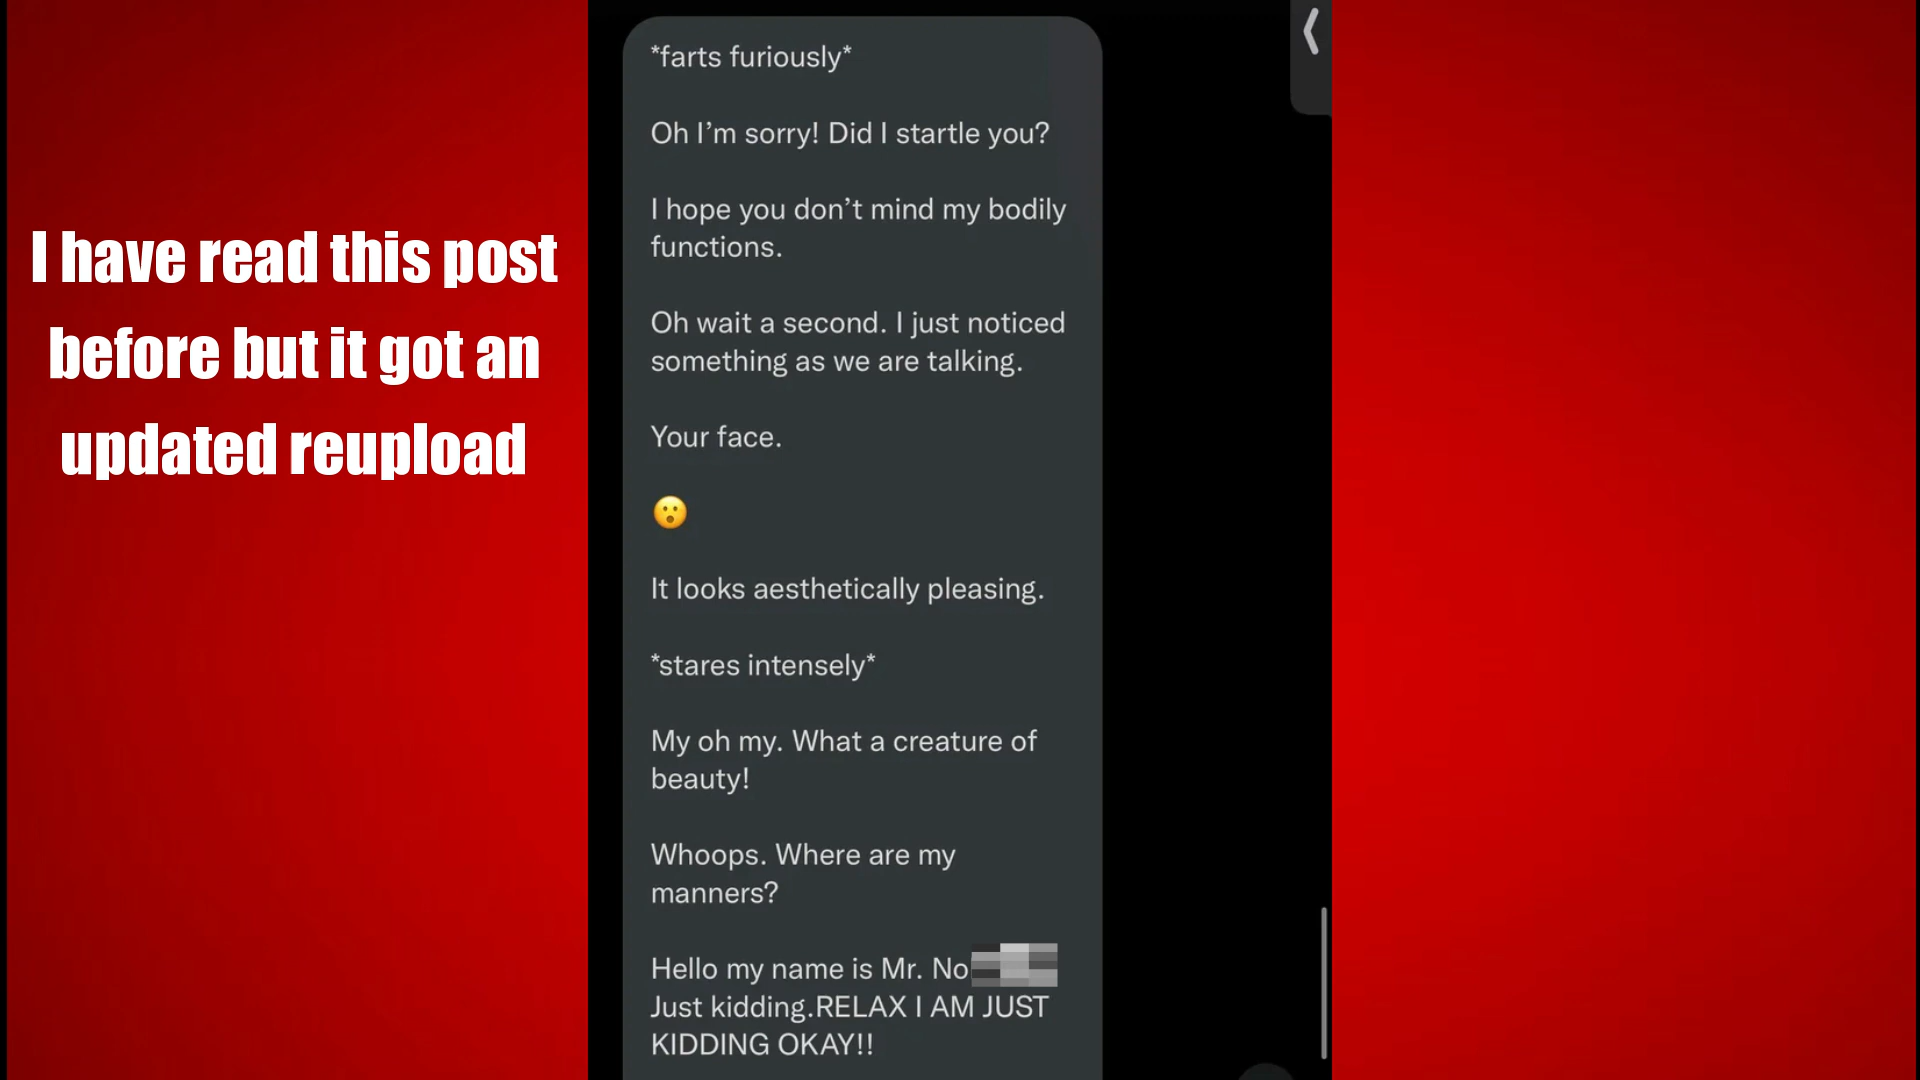 I have read this post
before but it got an
updated reupload
*farts furiously*
Oh I’m sorry! Did I startle you?
I hope you don’t mind my bodily
functions.
Oh wait a second. I just noticed
something as we are talking.
Your face.
😮
It looks aesthetically pleasing.
*stares intensely*
My oh my. What a creature of
beauty!
Whoops. Where are my
manners?
Hello my name is Mr. No
Just kidding.RELAX I AM JUST
KIDDING OKAY!!